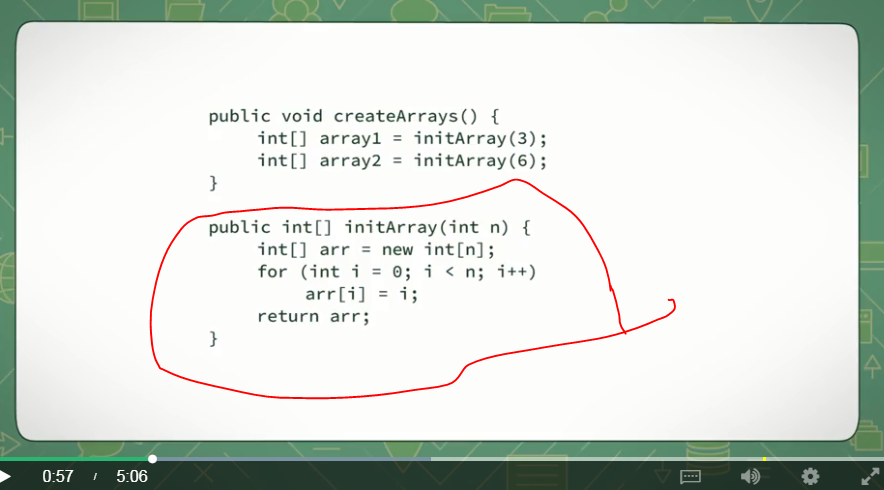 public void createArrays() {
int[] array1 = initArray(3);
int[] array2 = initArray(6);
}
public int[] initArray(int n) {
int[] arr = new int[n];
for (int i = 0; i < n; i++)
arr[i] = i;
return arr;
}
0:57 / 5:06